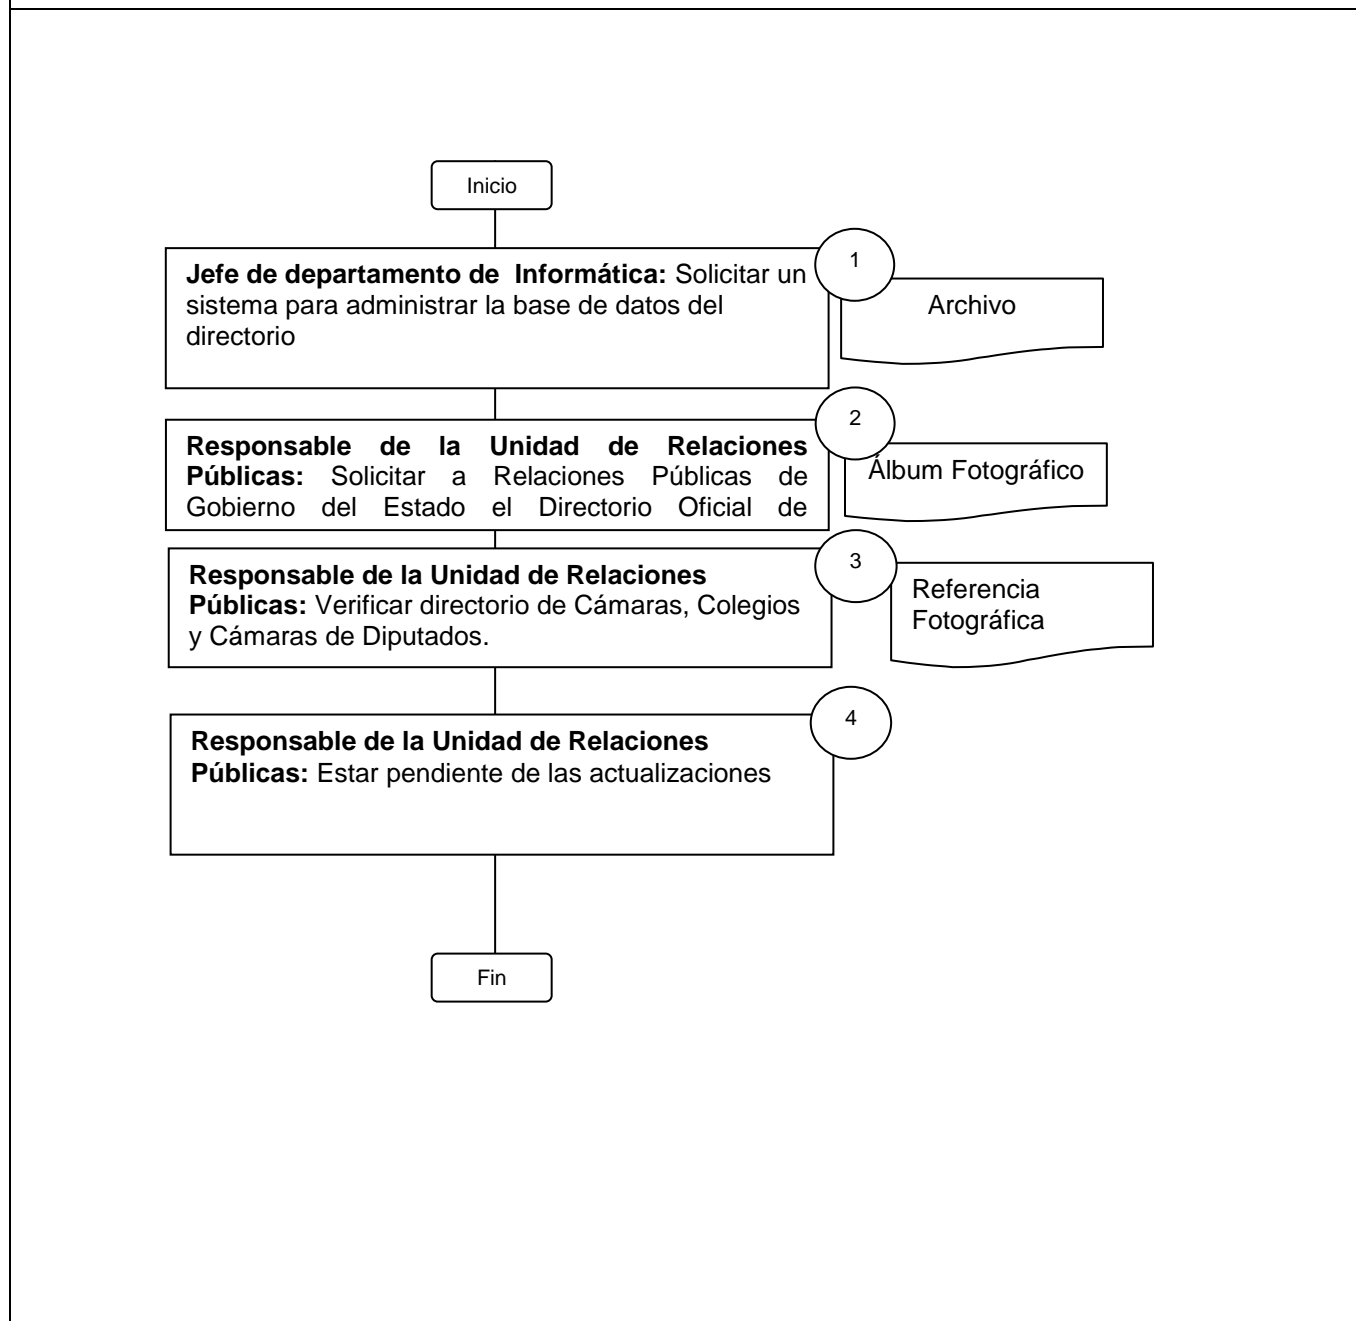 Inicio
1
Jefe de departamento de Informática: Solicitar un
sistema para administrar la base de datos del
directorio
Archivo
2
Responsable de la Unidad de Relaciones
Públicas: Solicitar a Relaciones Públicas de
Gobierno del Estado el Directorio Oficial de
Álbum Fotográfico
3
Responsable de la Unidad de Relaciones
Públicas: Verificar directorio de Cámaras, Colegios
y Cámaras de Diputados.
Referencia
Fotográfica
4
Responsable de la Unidad de Relaciones
Públicas: Estar pendiente de las actualizaciones
Fin